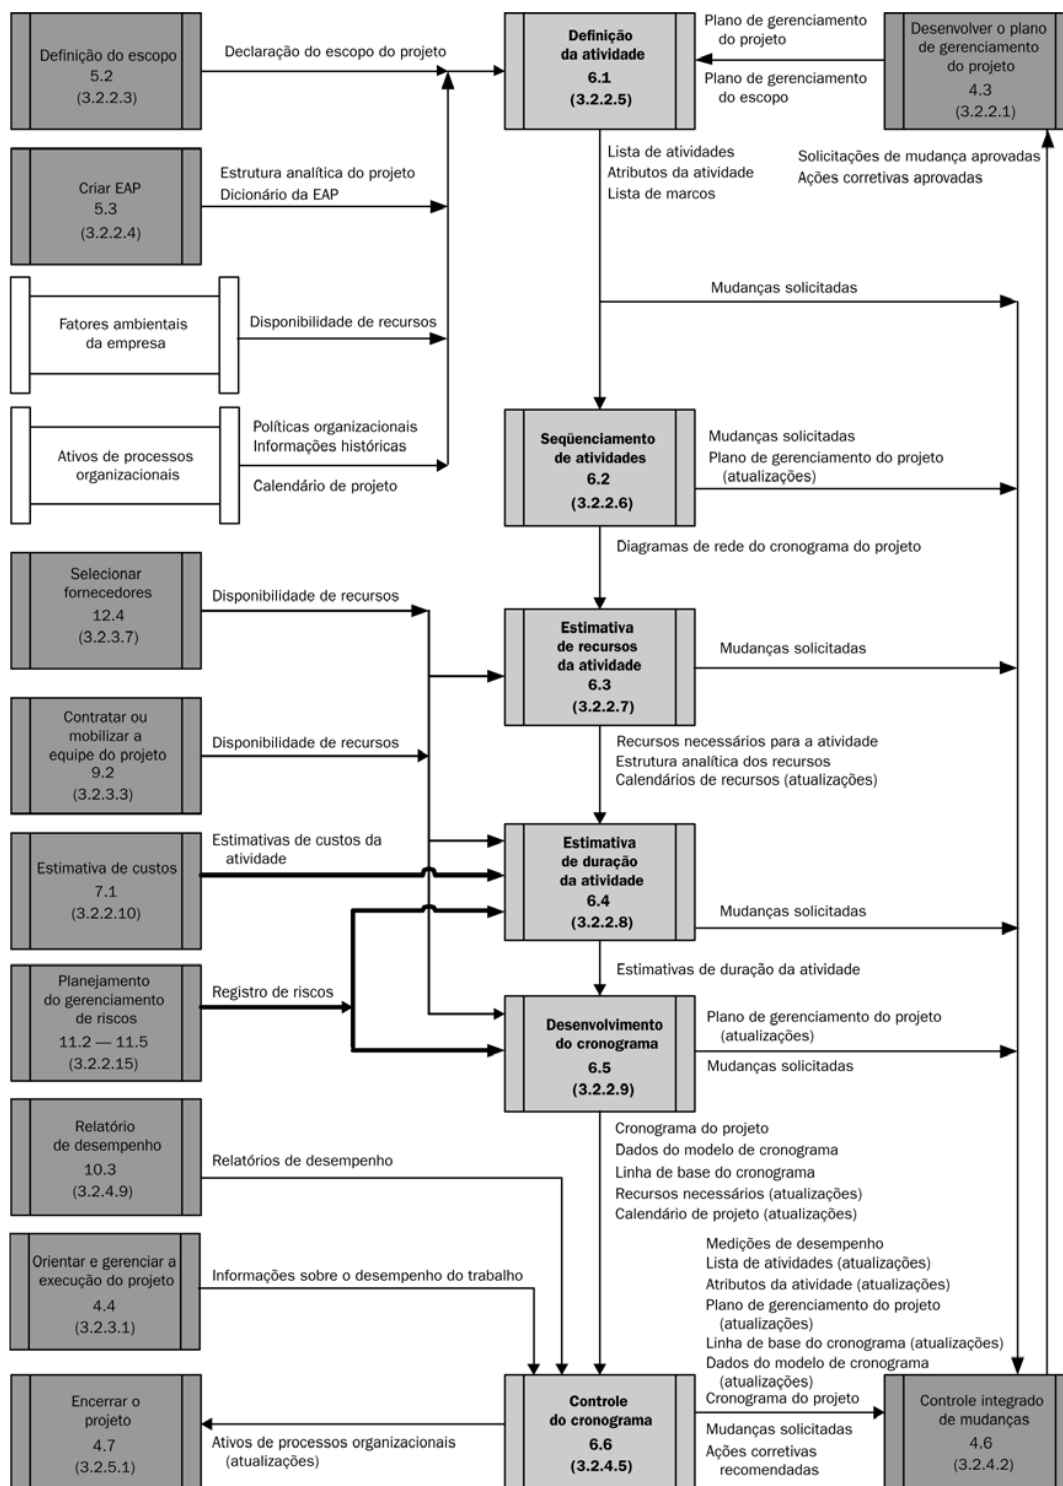 Definição do escopo
5.2
(3.2.2.3)
Declaração do escopo do projeto
Definição
da atividade
6.1
(3.2.2.5)
Plano de gerenciamento
do projeto
Plano de gerenciamento
do escopo
Desenvolver o plano
de gerenciamento
do projeto
4.3
(3.2.2.1)
Criar EAP
5.3
(3.2.2.4)
Estrutura analítica do projeto
Dicionário da EAP
Lista de atividades
Atributos da atividade
Lista de marcos
Solicitações de mudança aprovadas
Ações corretivas aprovadas
Fatores ambientais
da empresa
Disponibilidade de recursos
Mudanças solicitadas
Ativos de processos
organizacionais
Políticas organizacionais
Informações históricas
Calendário de projeto
Seqüenciamento
de atividades
6.2
(3.2.2.6)
Mudanças solicitadas
Plano de gerenciamento do projeto
(atualizações)
Diagramas de rede do cronograma do projeto
Selecionar
fornecedores
12.4
(3.2.3.7)
Disponibilidade de recursos
Estimativa
de recursos
da atividade
6.3
(3.2.2.7)
Mudanças solicitadas
Contratar ou
mobilizar a
equipe do projeto
9.2
(3.2.3.3)
Disponibilidade de recursos
Recursos necessários para a atividade
Estrutura analítica dos recursos
Calendários de recursos (atualizações)
Estimativa de custos
7.1
(3.2.2.10)
Estimativas de custos da
atividade
Estimativa
de duração
da atividade
6.4
(3.2.2.8)
Mudanças solicitadas
Estimativas de duração da atividade
Planejamento
do gerenciamento
de riscos
11.2 — 11.5
(3.2.2.15)
Registro de riscos
Desenvolvimento
do cronograma
6.5
(3.2.2.9)
Plano de gerenciamento do projeto
(atualizações)
Mudanças solicitadas
Relatório
de desempenho
10.3
(3.2.4.9)
Relatórios de desempenho
Cronograma do projeto
Dados do modelo de cronograma
Linha de base do cronograma
Recursos necessários (atualizações)
Calendário de projeto (atualizações)
Orientar e gerenciar a
execução do projeto
4.4
(3.2.3.1)
Informações sobre o desempenho do trabalho
Medições de desempenho
Lista de atividades (atualizações)
Atributos da atividade (atualizações)
Plano de gerenciamento do projeto
(atualizações)
Linha de base do cronograma (atualizações)
Dados do modelo de cronograma
(atualizações)
Cronograma do projeto
Mudanças solicitadas
Ações corretivas
recomendadas
Encerrar o
projeto
4.7
(3.2.5.1)
Ativos de processos organizacionais
(atualizações)
Controle
do cronograma
6.6
(3.2.4.5)
Controle integrado
de mudanças
4.6
(3.2.4.2)